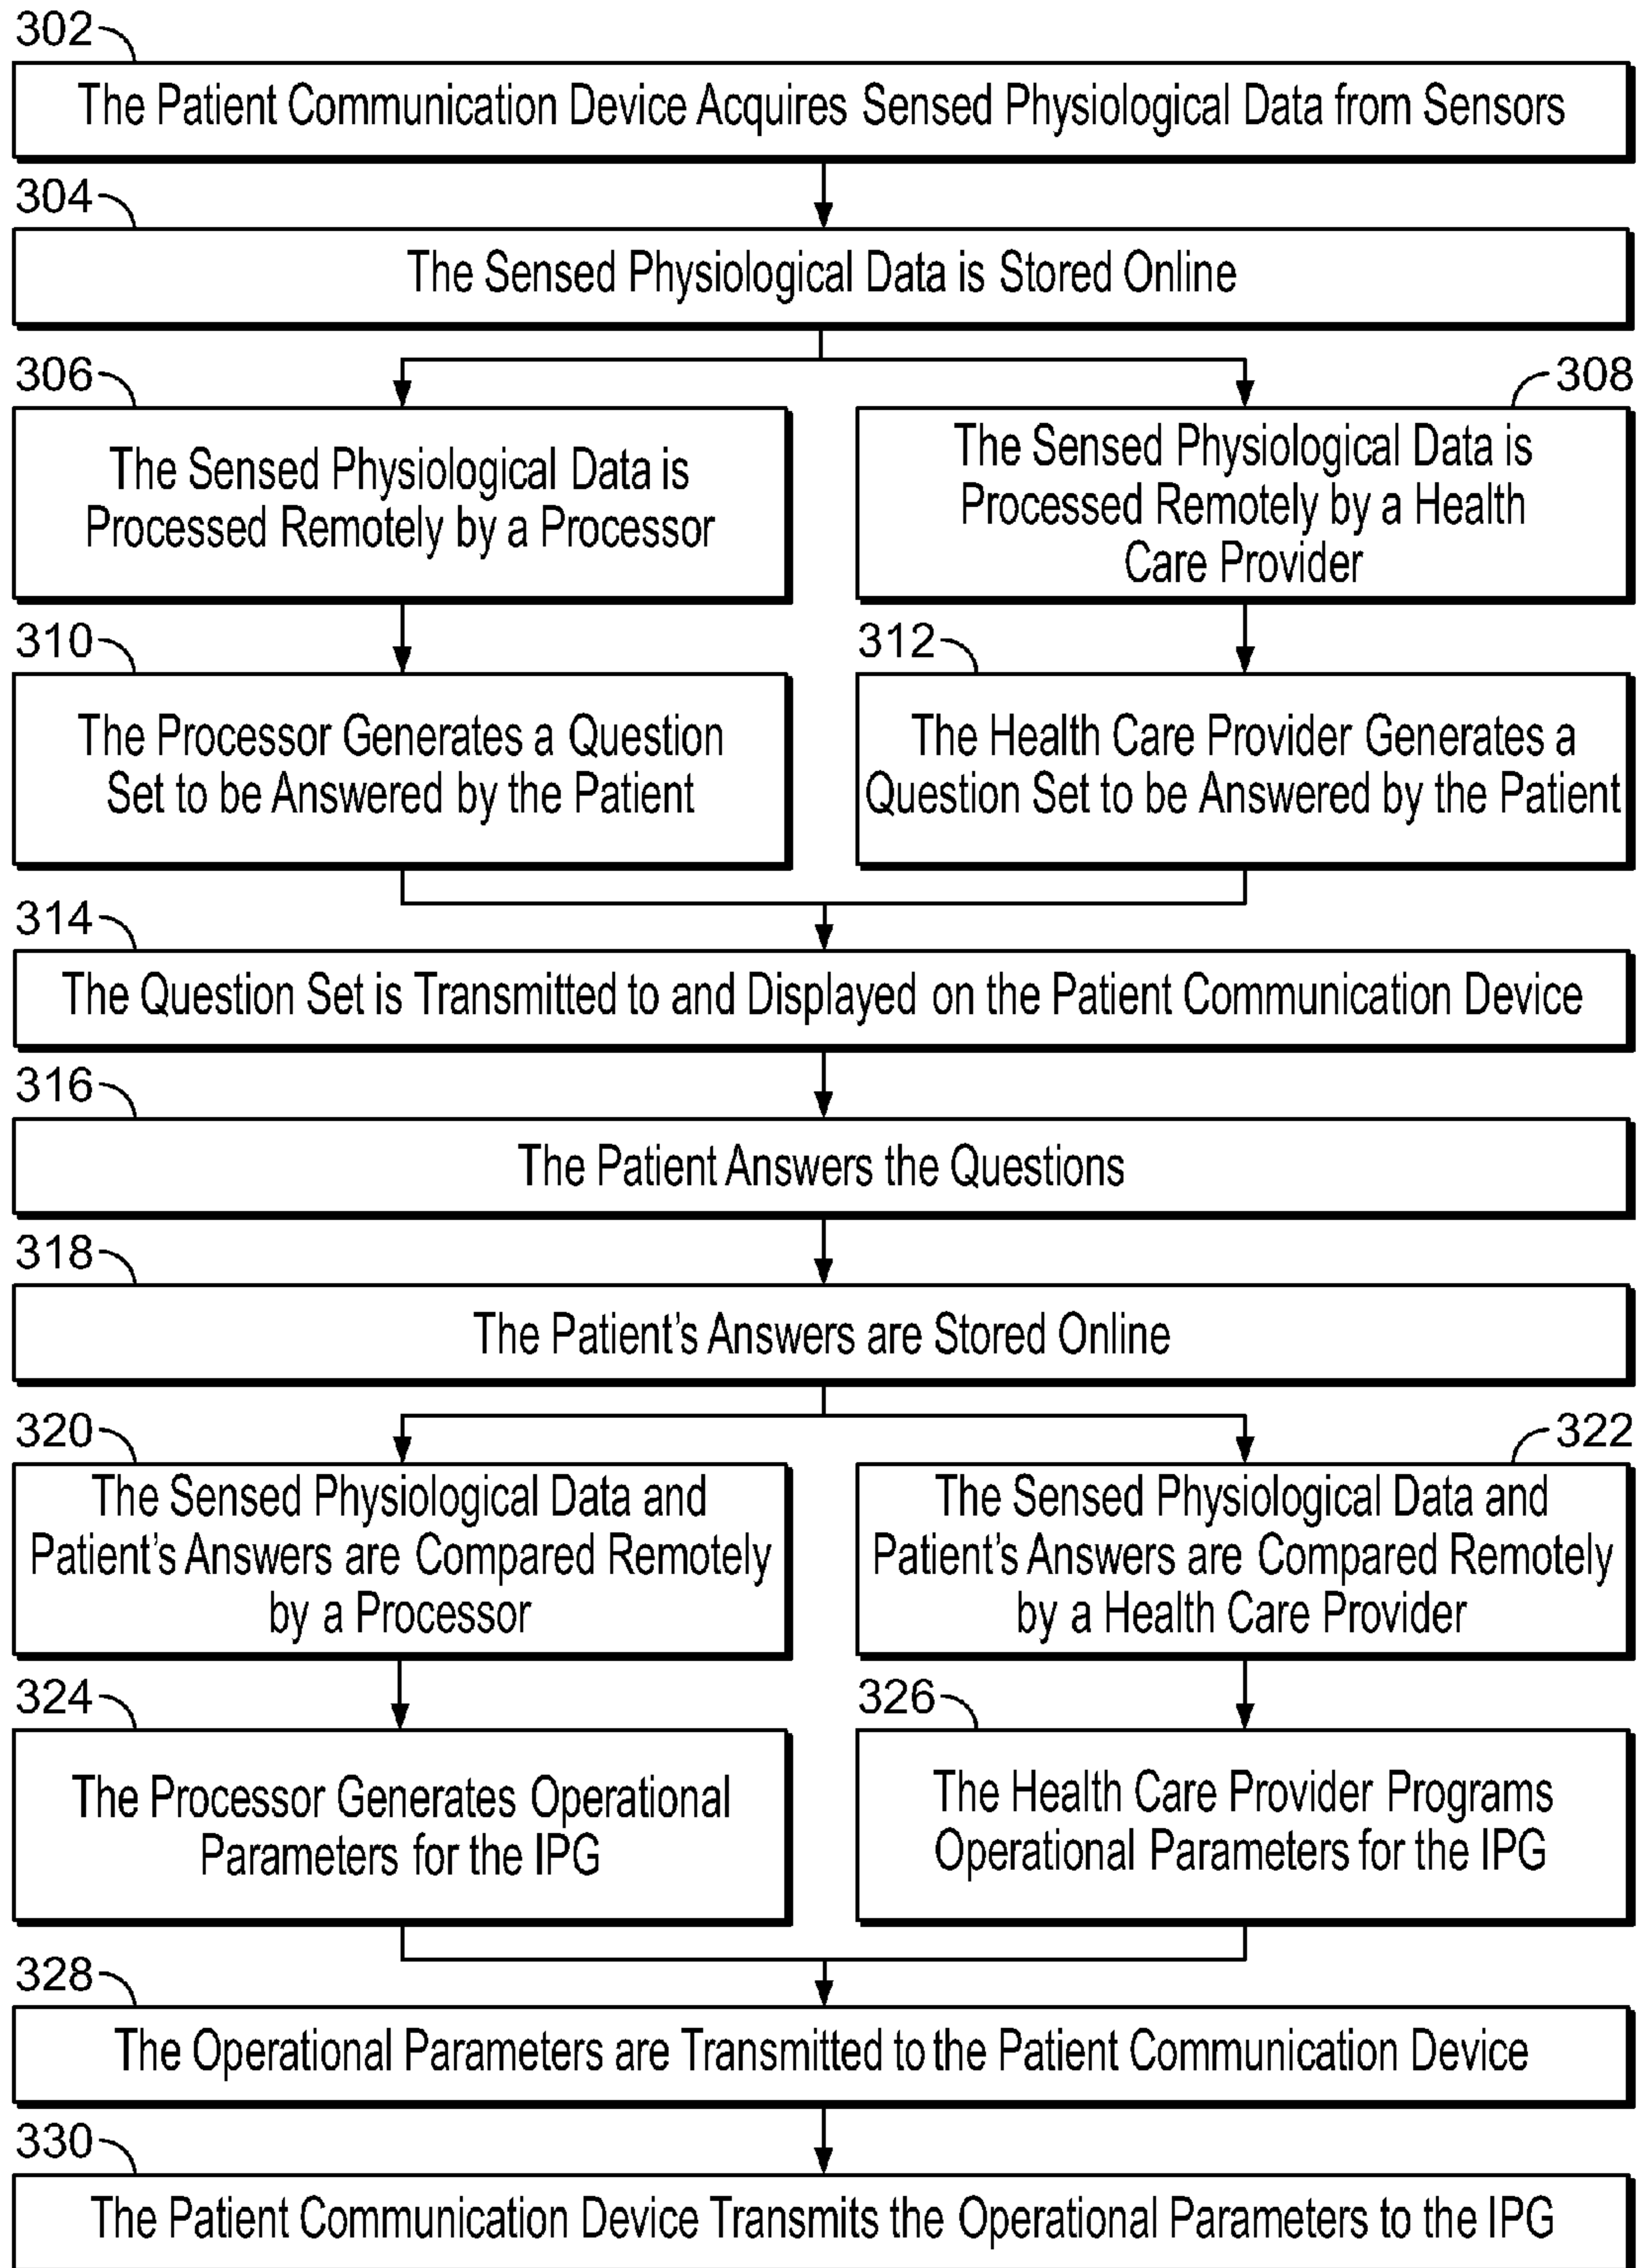 302
The Patient Communication Device Acquires Sensed Physiological Data from Sensors
304
The Sensed Physiological Data is Stored Online
306
The Sensed Physiological Data is
Processed Remotely by a Processor
308
The Sensed Physiological Data is
Processed Remotely by a Health
Care Provider
310
The Processor Generates a Question
Set to be Answered by the Patient
312
The Health Care Provider Generates a
Question Set to be Answered by the Patient
314
The Question Set is Transmitted to and Displayed on the Patient Communication Device
316
The Patient Answers the Questions
318
The Patient's Answers are Stored Online
320
The Sensed Physiological Data and
Patient's Answers are Compared Remotely
by a Processor
322
The Sensed Physiological Data and
Patient's Answers are Compared Remotely
by a Health Care Provider
324
The Processor Generates Operational
Parameters for the IPG
326
The Health Care Provider Programs
Operational Parameters for the IPG
328
The Operational Parameters are Transmitted to the Patient Communication Device
330
The Patient Communication Device Transmits the Operational Parameters to the IPG